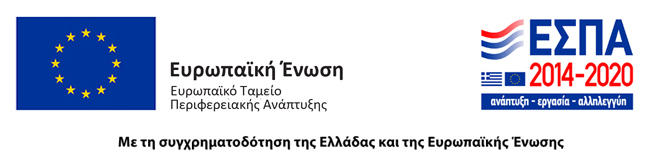 Ευρωπαϊκή Ένωση
Ευρωπαϊκό Ταμείο
Περιφερειακής Ανάπτυξης
ΕΣΠΑ
2014-2020
ανάπτυξη - εργασία - αλληλεγγύη
Με τη συγχρηματοδότηση της Ελλάδας και της Ευρωπαϊκής Ένωσης